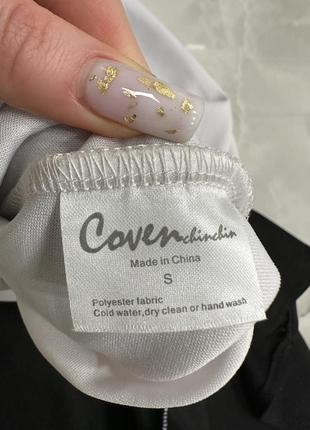 Coven chinchin
Made in China
S
Polyester fabric
Cold water,dry clean or hand wash